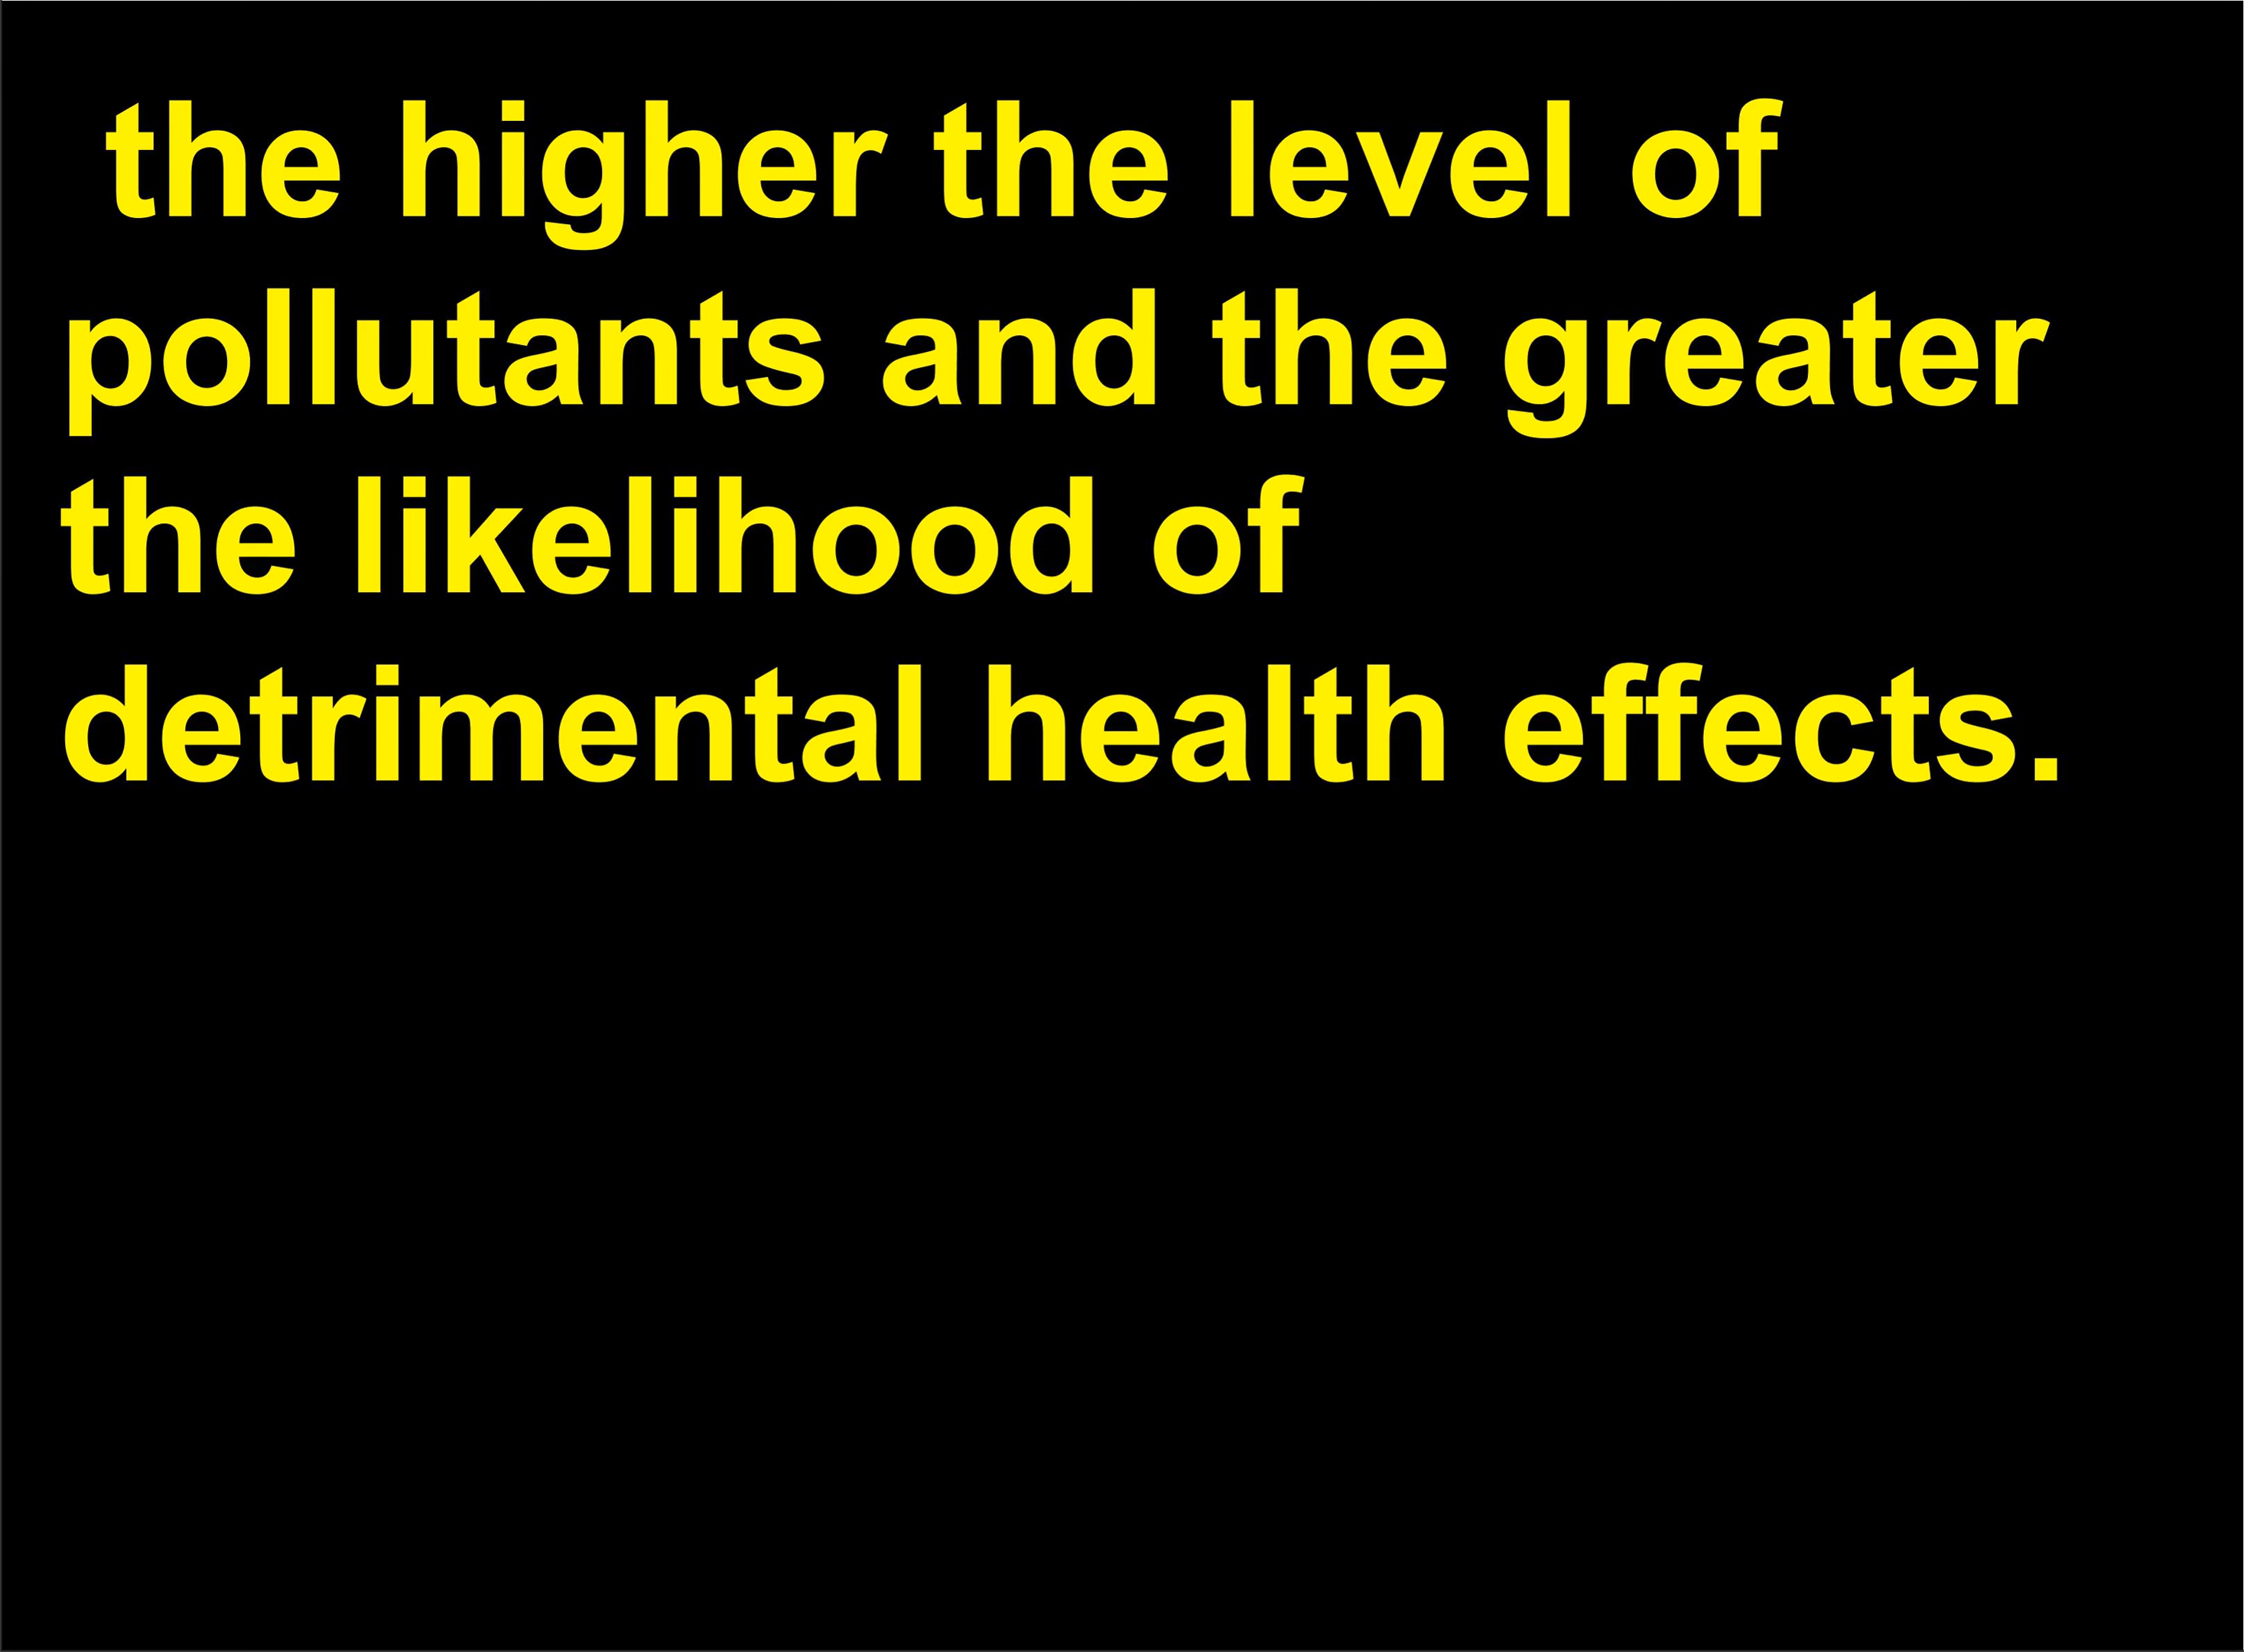 the higher the level of
pollutants and the greater
the likelihood of
detrimental health effects.